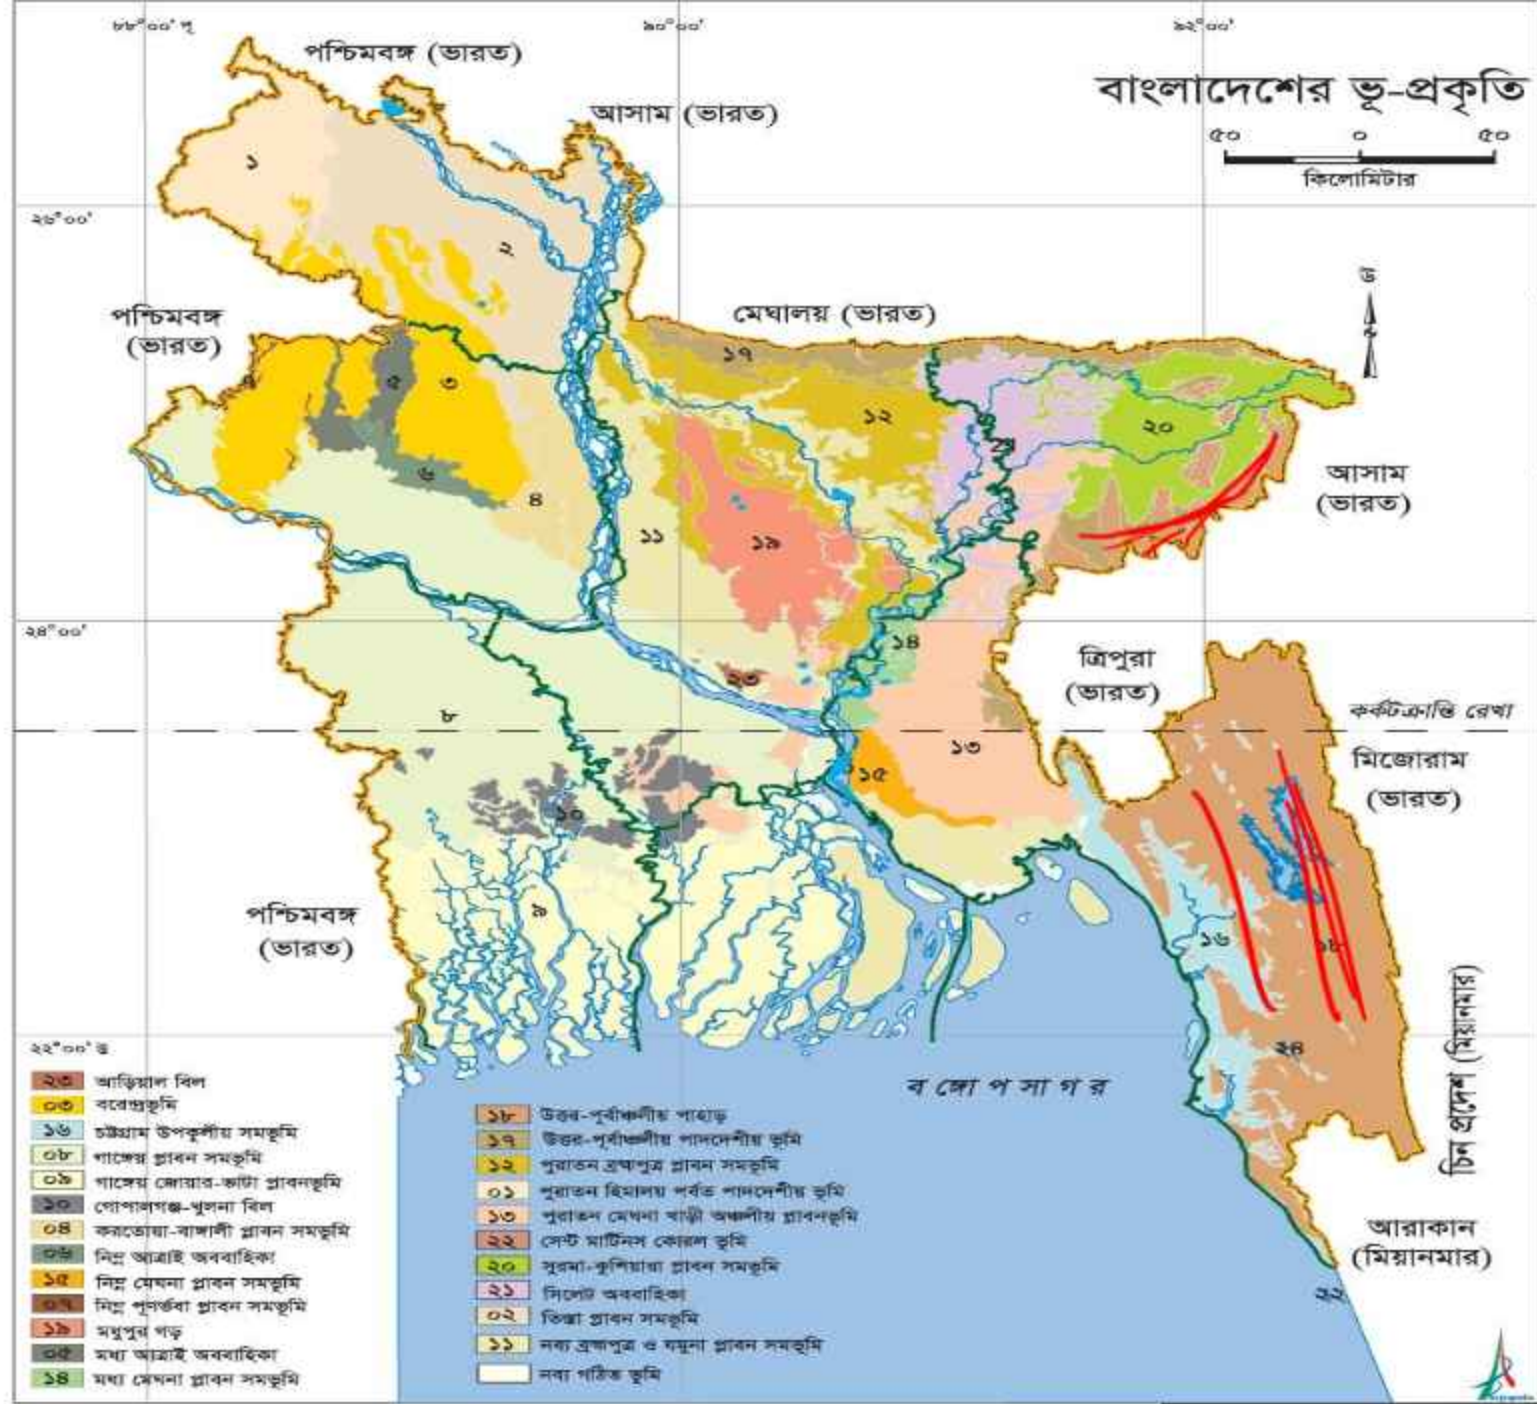 ৮৮°০০' পূ
৯০°০০'
৯২°০০'
পশ্চিমবঙ্গ (ভারত)
আসাম (ভারত)
বাংলাদেশের ভূ-প্রকৃতি
৫০ ০ ৫০
কিলোমিটার
১
২৬°০০'
২
উ
পশ্চিমবঙ্গ
(ভারত)
মেঘালয় (ভারত)
১৭
৭
৫
৩
১২
২০
২১
আসাম
(ভারত)
৬
৪
১১
১৯
২৪°০০'
১৪
ত্রিপুরা
(ভারত)
২৩
৮
কর্কটক্রান্তি রেখা
১৩
মিজোরাম
(ভারত)
১৫
১০
পশ্চিমবঙ্গ
(ভারত)
৯
১৬
১৮
চিন প্রদেশ (মিয়ানমার)
২২°০০' উ
২৪
বঙ্গোপসাগর
২৩ আড়িয়াল বিল
০৩ বরেন্দ্রভূমি
১৬ চট্টগ্রাম উপকূলীয় সমভূমি
০৮ গাঙ্গেয় প্লাবন সমভূমি
০৯ গাঙ্গেয় জোয়ার-ভাটা প্লাবনভূমি
১০ গোপালগঞ্জ-খুলনা বিল
০৪ করতোয়া-বাঙ্গালী প্লাবন সমভূমি
০৬ নিম্ন আত্রাই অববাহিকা
১৫ নিম্ন মেঘনা প্লাবন সমভূমি
০৭ নিম্ন পূণর্ভবা প্লাবন সমভূমি
১৯ মধুপুর গড়
০৫ মধ্য আত্রাই অববাহিকা
১৪ মধ্য মেঘনা প্লাবন সমভূমি
১৮ উত্তর-পূর্বাঞ্চলীয় পাহাড়
১৭ উত্তর-পূর্বাঞ্চলীয় পাদদেশীয় ভূমি
১২ পুরাতন ব্রহ্মপুত্র প্লাবন সমভূমি
০১ পুরাতন হিমালয় পর্বত পাদদেশীয় ভূমি
১৩ পুরাতন মেঘনা খাড়ী অঞ্চলীয় প্লাবনভূমি
২২ সেন্ট মার্টিনস কোরল ভূমি
২০ সুরমা-কুশিয়ারা প্লাবন সমভূমি
২১ সিলেট অববাহিকা
০২ তিস্তা প্লাবন সমভূমি
১১ নব্য ব্রহ্মপুত্র ও যমুনা প্লাবন সমভূমি
নব্য গঠিত ভূমি
আরাকান
(মিয়ানমার)
২২